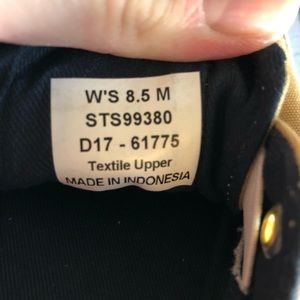 W'S 8.5 M
STS99380
D17 - 61775
Textile Upper
MADE IN INDONESIA